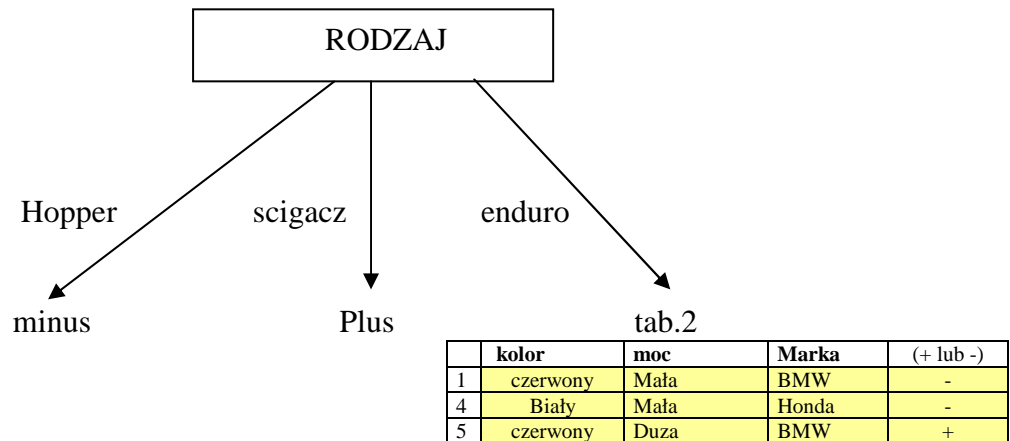 RODZAJ
Hopper scigacz enduro
minus Plus tab.2
kolor moc Marka (+ lub -)
1 czerwony Mała BMW -
4 Biały Mała Honda -
5 czerwony Duza BMW +